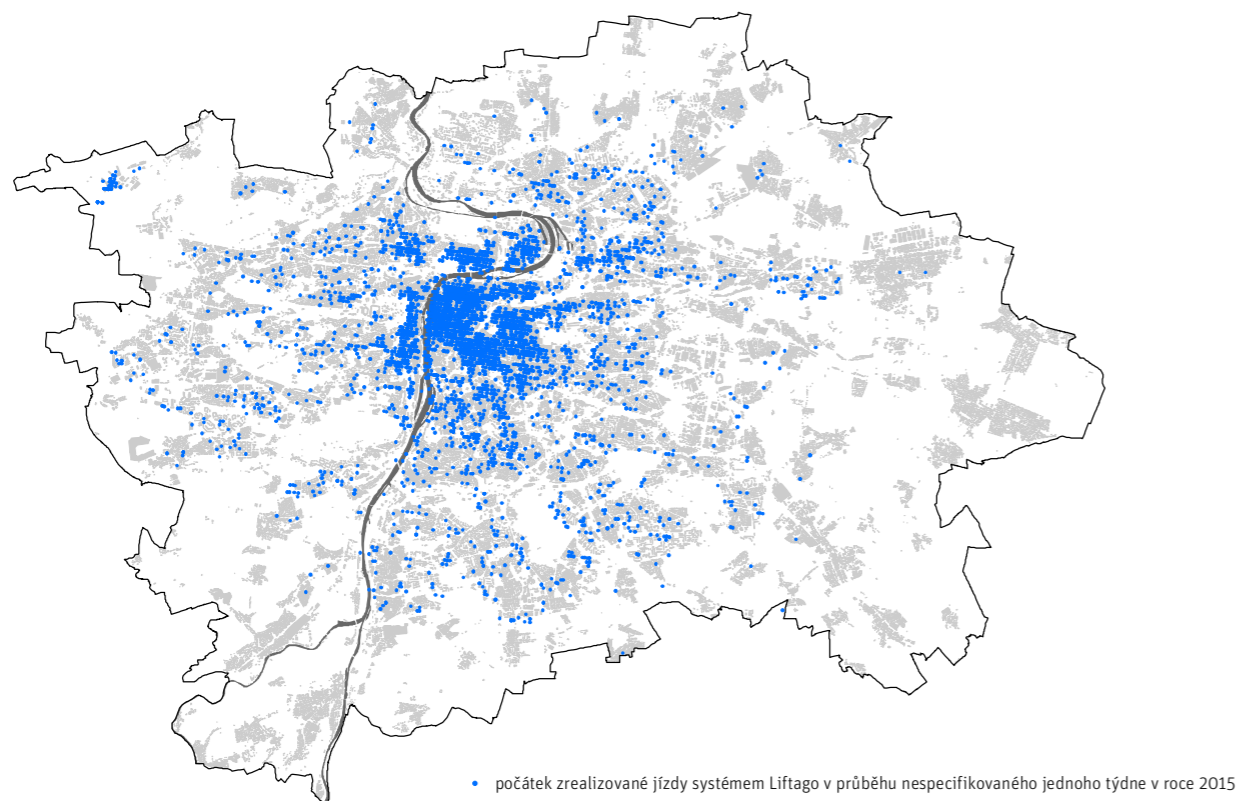 počátek zrealizované jízdy systémem Liftago v průběhu nespecifikovaného jednoho týdne v roce 2015